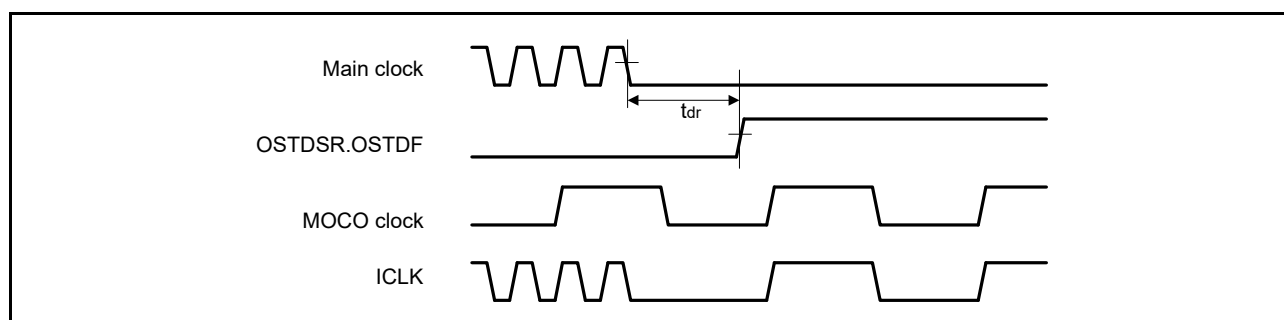 Main clock
tdr
OSTDSR.OSTDF
MOCO clock
ICLK